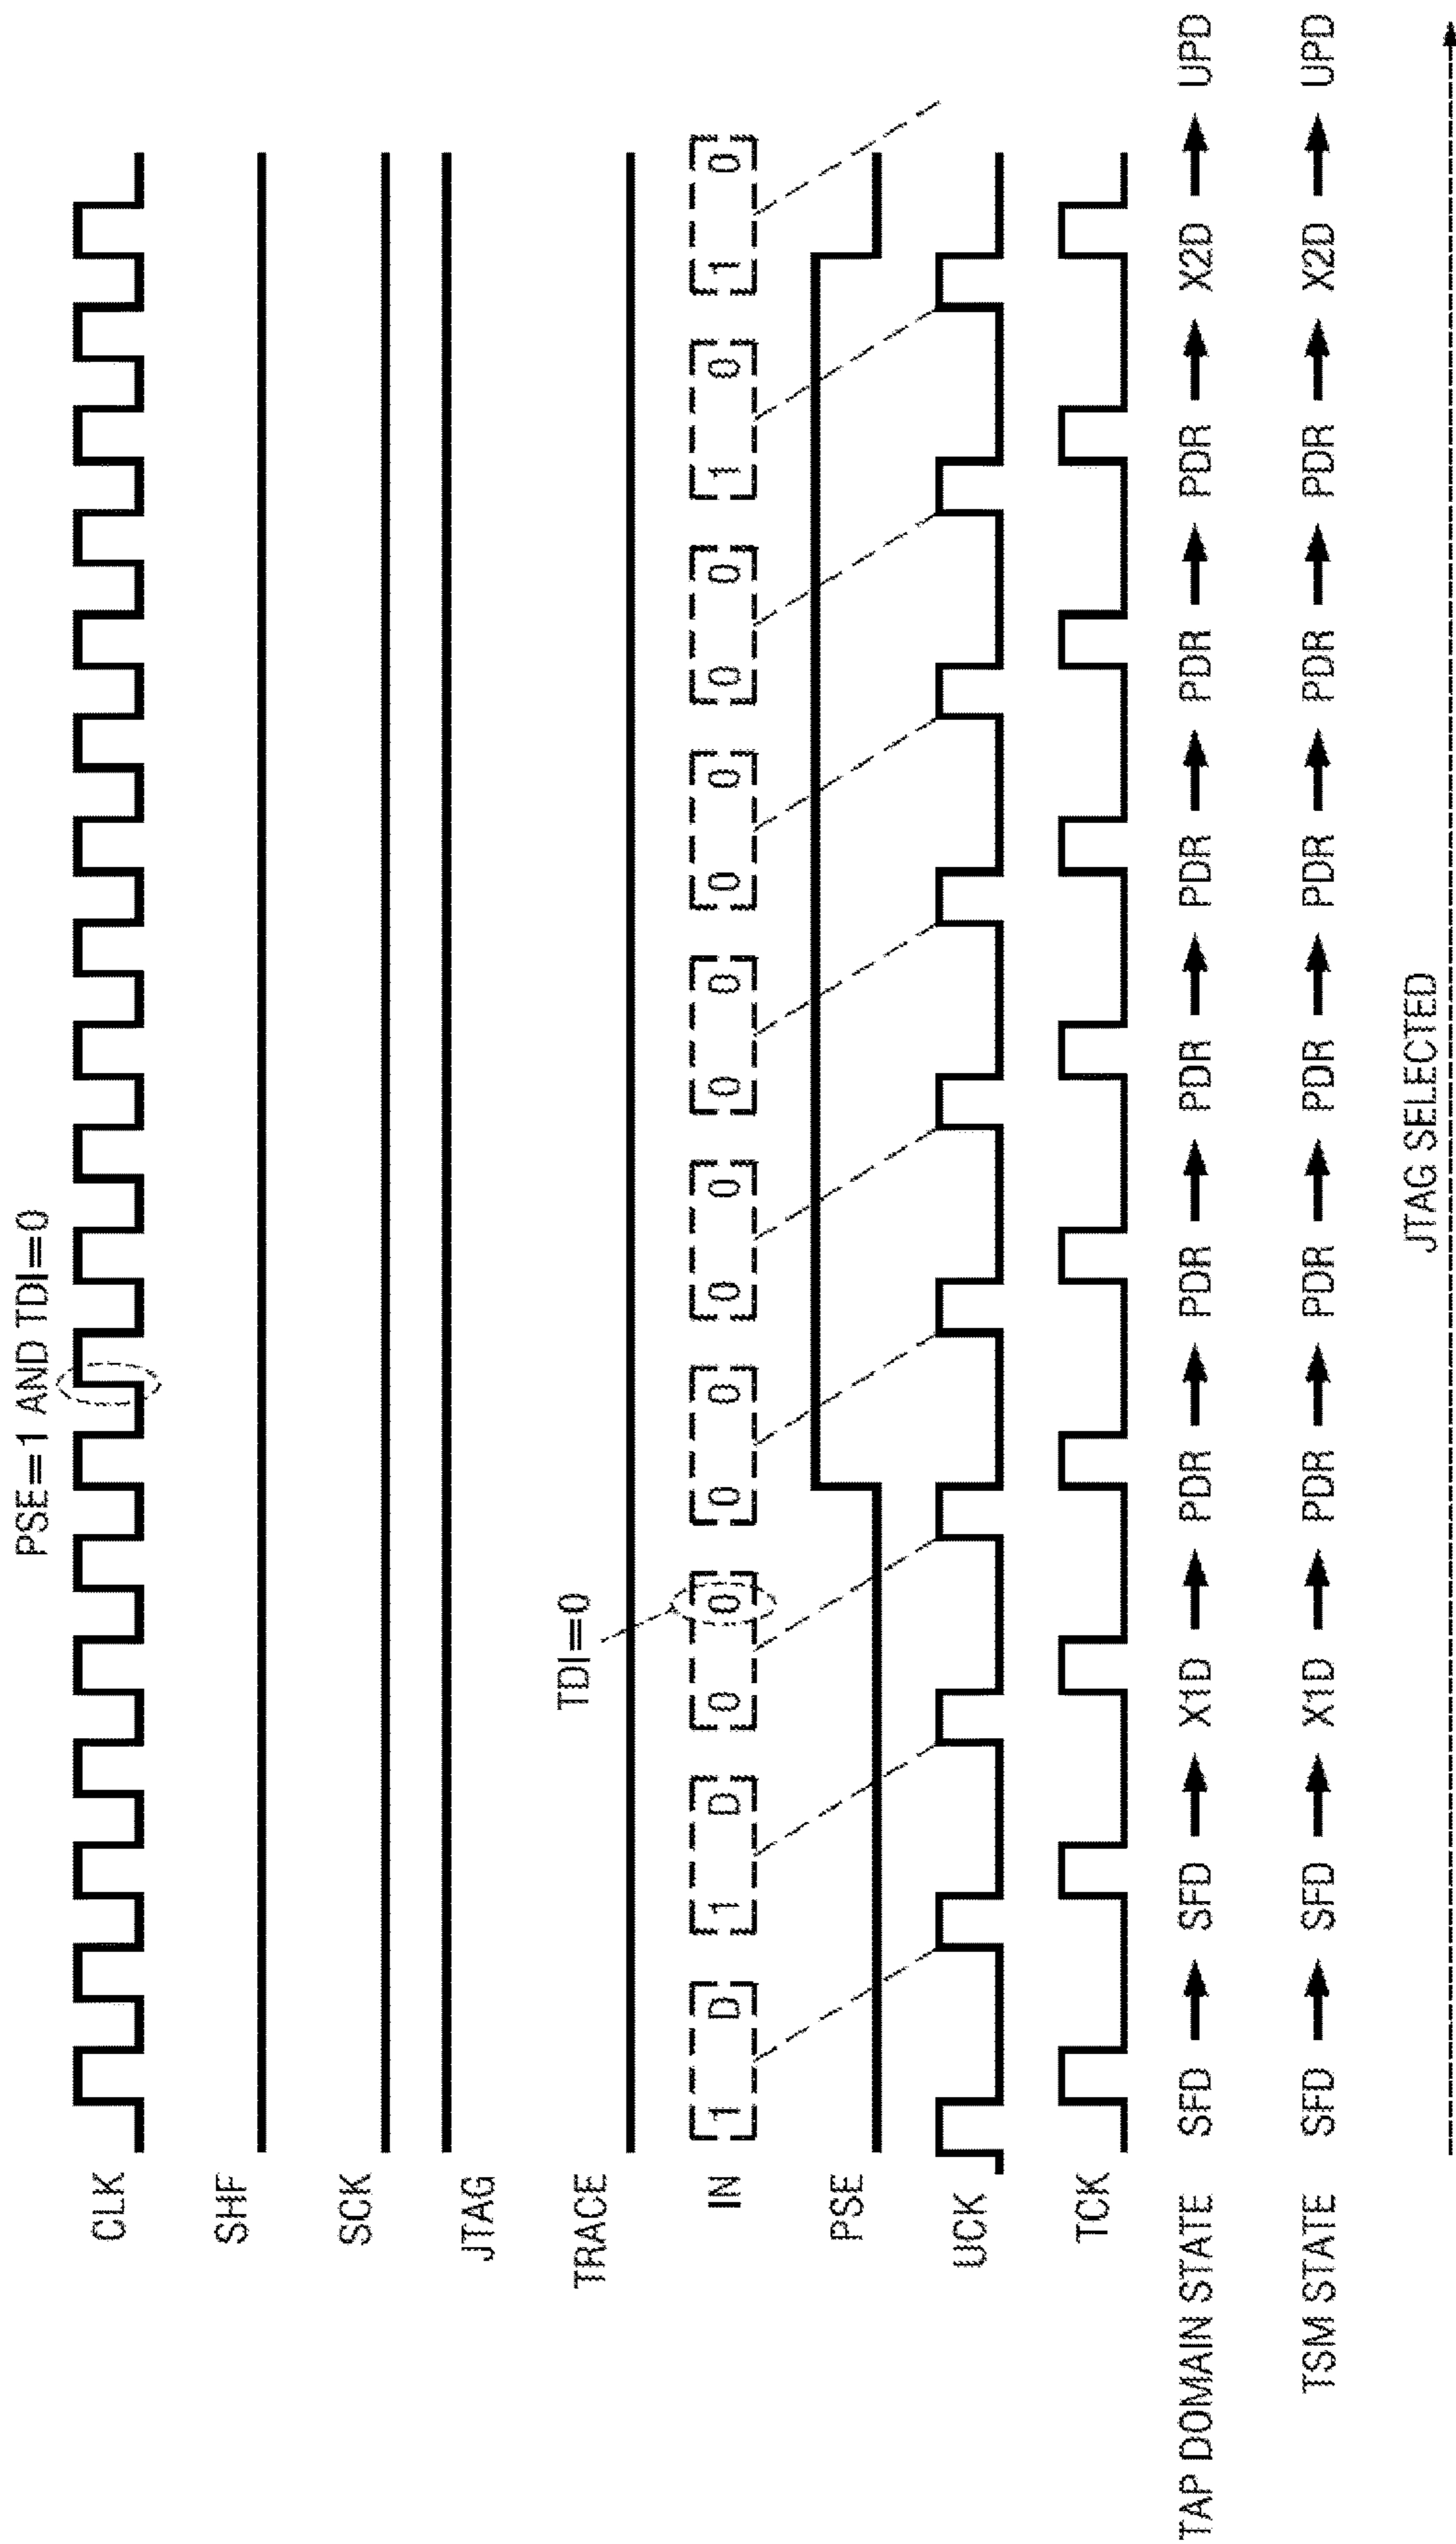 PSE=1 AND TDI=0
CLK
SHF
SCK
JTAG
TDI=0
TRACE
IN 1 D 1 D 0 0 0 0 0 0 0 0 0 0 0 0 1 0 1 0
PSE
UCK
TCK
TAP DOMAIN STATE SFD → SFD → X1D → PDR → PDR → PDR → PDR → PDR → PDR → X2D → UPD
TSM STATE SFD → SFD → X1D → PDR → PDR → PDR → PDR → PDR → PDR → X2D → UPD
JTAG SELECTED